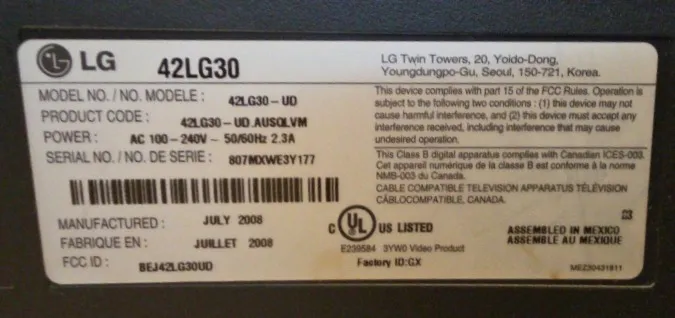 LG 42LG30
MODEL NO. / NO. MODELE : 42LG30-UD
PRODUCT CODE : 42LG30-UD.AUSQLVM
POWER : AC 100-240V ~ 50/60Hz 2.3A
SERIAL NO. / NO DE SERIE : 807MXWE3Y177
MANUFACTURED : JULY 2008
FABRIQUE EN : JUILLET 2008
FCC ID : BEJ42LG30UD
LG Twin Towers, 20, Yoido-Dong,
Youngdungpo-Gu, Seoul, 150-721, Korea.
This device complies with part 15 of the FCC Rules. Operation is
subject to the following two conditions : (1) this device may not
cause harmful interference, and (2) this device must accept any
interference received, including interference that may cause
undesired operation.
This Class B digital apparatus complies with Canadian ICES-003.
Cet appareil numérique de la classe B est conforme à la norme
NMB-003 du Canada.
CABLE COMPATIBLE TELEVISION APPARATUS TÉLÉVISION
CÂBLOCOMPATIBLE, CANADA.
C UL US LISTED
E239584 3YW0 Video Product
Factory ID:GX
ASSEMBLED IN MEXICO
ASSEMBLE AU MEXIQUE
MEZ30431811